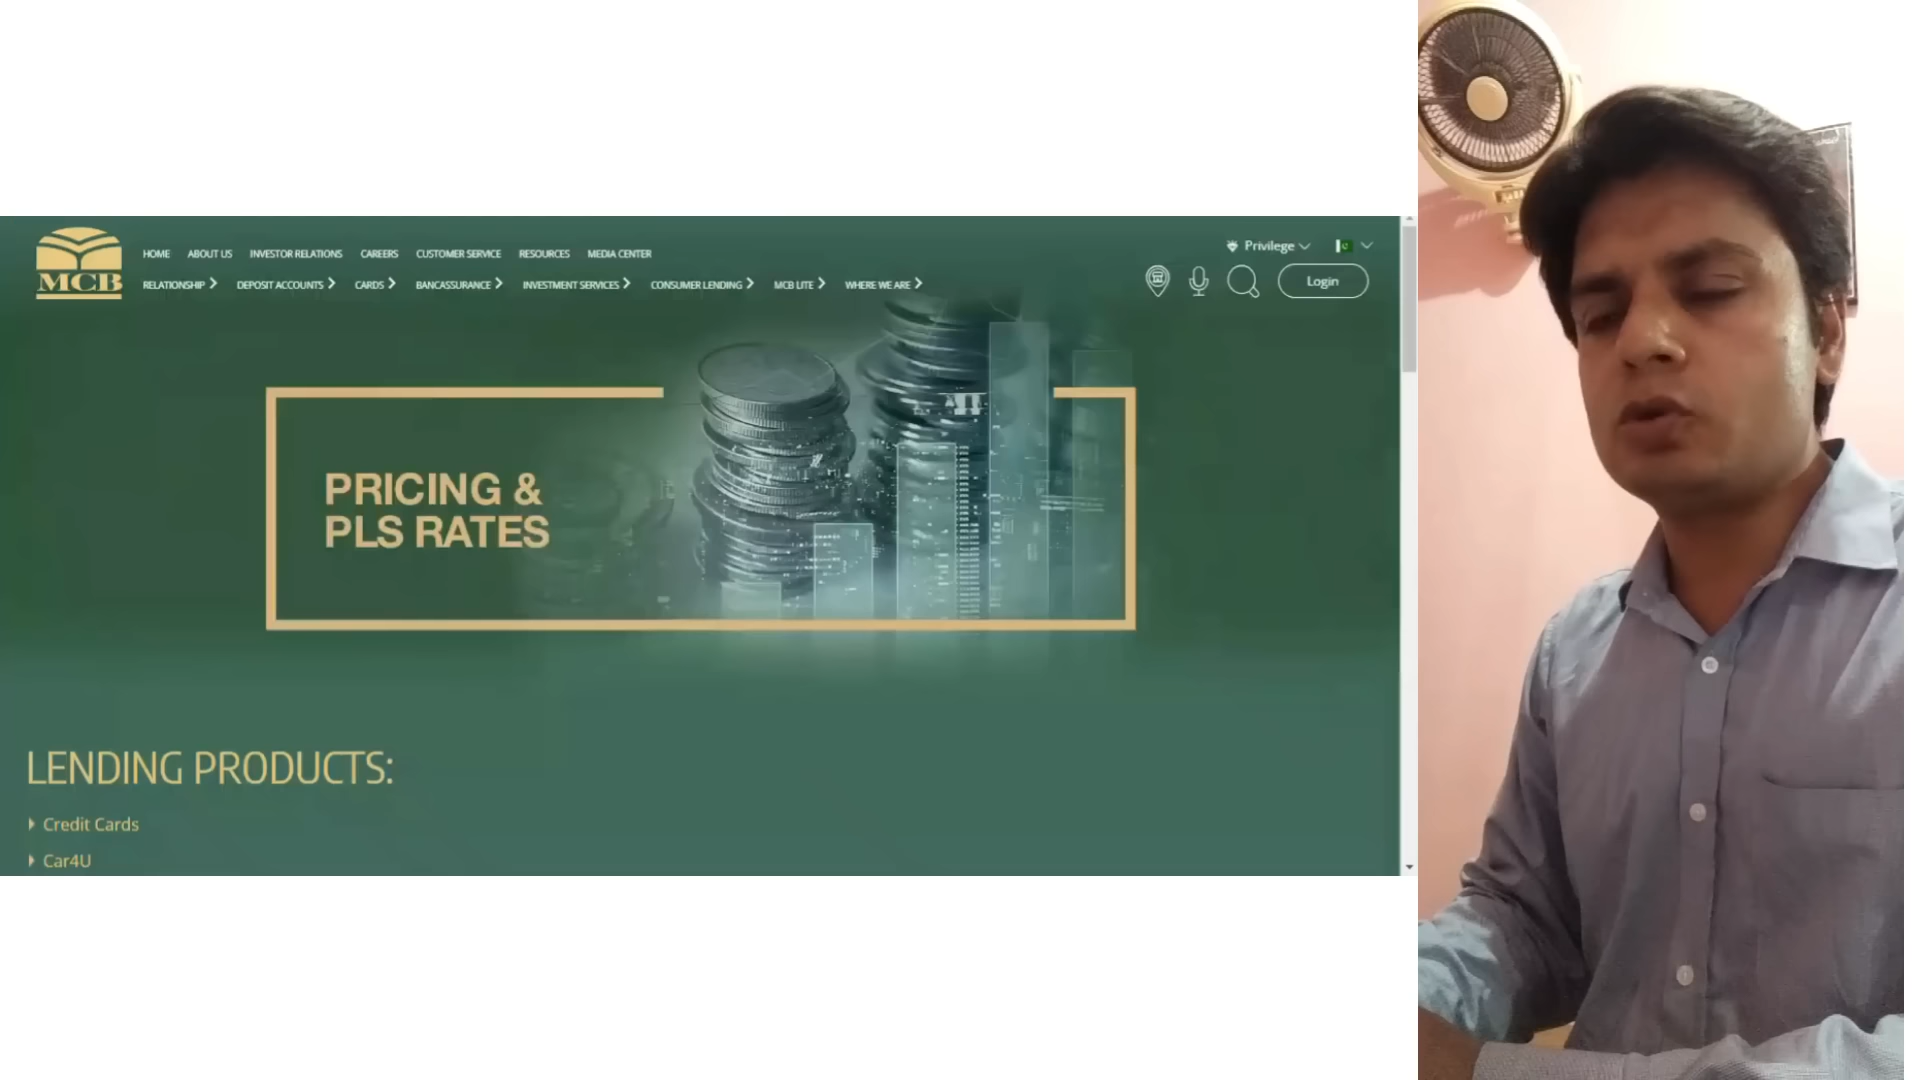 MCB
HOME ABOUT US INVESTOR RELATIONS CAREERS CUSTOMER SERVICE RESOURCES MEDIA CENTER
Privilege
RELATIONSHIP DEPOSIT ACCOUNTS CARDS BANCASSURANCE INVESTMENT SERVICES CONSUMER LENDING MCB LITE WHERE WE ARE
Login
PRICING &
PLS RATES
LENDING PRODUCTS:
Credit Cards
Car4U